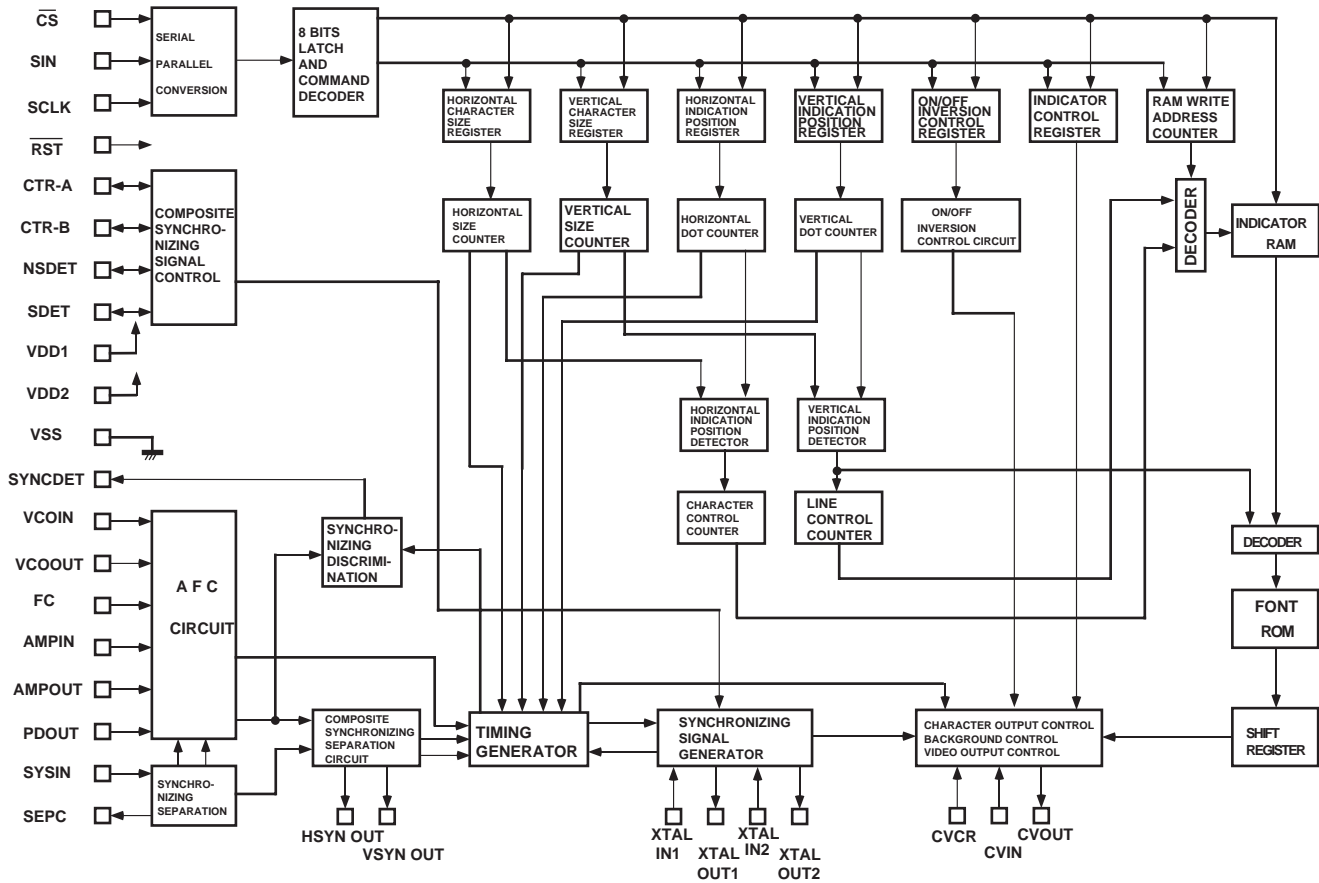 CS
SIN
SCLK
RST
CTR-A
CTR-B
NSDET
SDET
VDD1
VDD2
VSS
SYNCDET
VCOIN
VCOOUT
FC
AMPIN
AMPOUT
PDOUT
SYSIN
SEPC
SERIAL
PARALLEL
CONVERSION
8 BITS
LATCH
AND
COMMAND
DECODER
HORIZONTAL
CHARACTER
SIZE
REGISTER
VERTICAL
CHARACTER
SIZE
REGISTER
HORIZONTAL
INDICATION
POSITION
REGISTER
VERTICAL
INDICATION
POSITION
REGISTER
ON/OFF
INVERSION
CONTROL
REGISTER
INDICATOR
CONTROL
REGISTER
RAM WRITE
ADDRESS
COUNTER
COMPOSITE
SYNCHRO-
NIZING
SIGNAL
CONTROL
HORIZONTAL
SIZE
COUNTER
VERTICAL
SIZE
COUNTER
HORIZONTAL
DOT COUNTER
VERTICAL
DOT COUNTER
ON/OFF
INVERSION
CONTROL CIRCUIT
DECODER
INDICATOR
RAM
HORIZONTAL
INDICATION
POSITION
DETECTOR
VERTICAL
INDICATION
POSITION
DETECTOR
CHARACTER
CONTROL
COUNTER
LINE
CONTROL
COUNTER
DECODER
FONT
ROM
SHIFT
REGISTER
SYNCHRO-
NIZING
DISCRIMI-
NATION
A F C
CIRCUIT
COMPOSITE
SYNCHRONIZING
SEPARATION
CIRCUIT
TIMING
GENERATOR
SYNCHRONIZING
SIGNAL
GENERATOR
CHARACTER OUTPUT CONTROL
BACKGROUND CONTROL
VIDEO OUTPUT CONTROL
SYNCHRO-
NIZING
SEPARATION
HSYN OUT
VSYN OUT
XTAL
IN1
XTAL
OUT1
XTAL
IN2
XTAL
OUT2
CVCR
CVIN
CVOUT